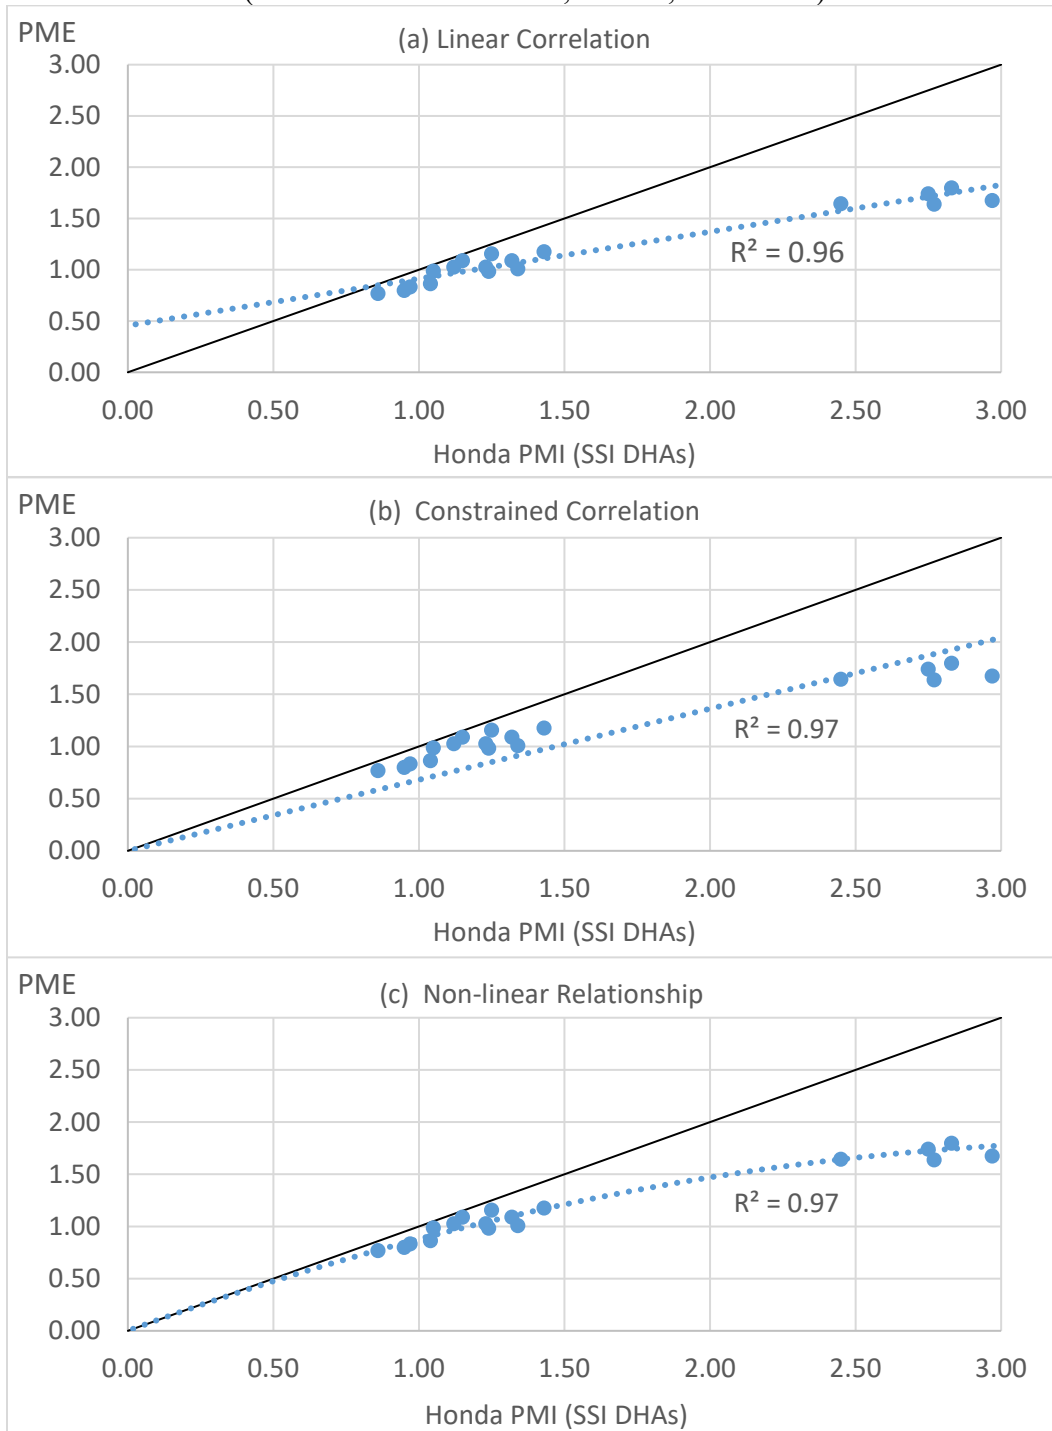 PME
(a) Linear Correlation
3.00
2.50
2.00
1.50
R² = 0.96
1.00
0.50
0.00
0.00 0.50 1.00 1.50 2.00 2.50 3.00
Honda PMI (SSI DHAs)
PME
(b) Constrained Correlation
3.00
2.50
2.00
1.50
R² = 0.97
1.00
0.50
0.00
0.00 0.50 1.00 1.50 2.00 2.50 3.00
Honda PMI (SSI DHAs)
PME
(c) Non-linear Relationship
3.00
2.50
2.00
1.50
R² = 0.97
1.00
0.50
0.00
0.00 0.50 1.00 1.50 2.00 2.50 3.00
Honda PMI (SSI DHAs)